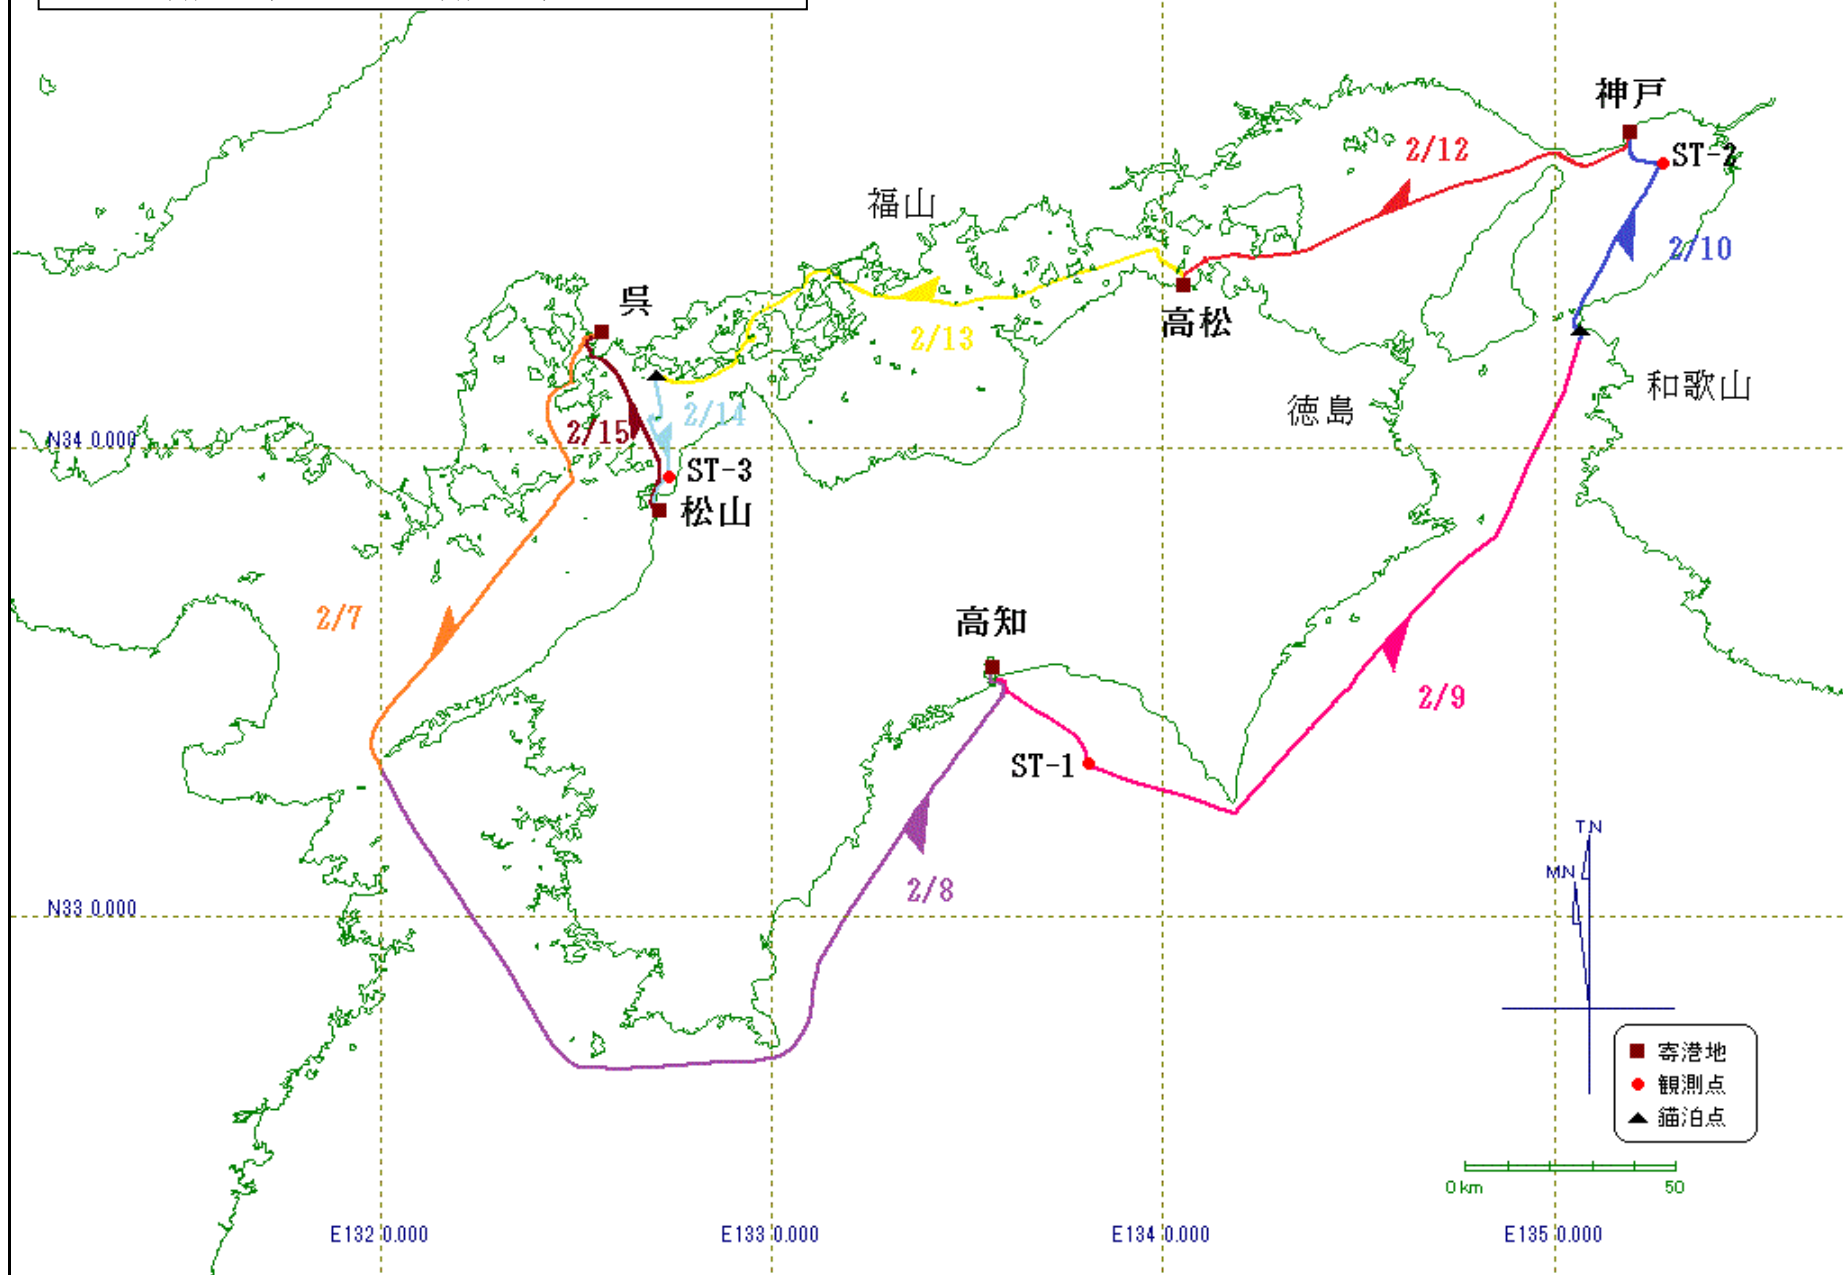 神戸
2/12
ST-2
福山
2/10
呉
高松
2/13
和歌山
徳島
2/14
2/15
N34 0.000
ST-3
松山
2/7
高知
2/9
ST-1
TN
MN
2/8
N33 0.000
寄港地
観測点
錨泊点
0 km
50
E132 0.000
E133 0.000
E134 0.000
E135 0.000